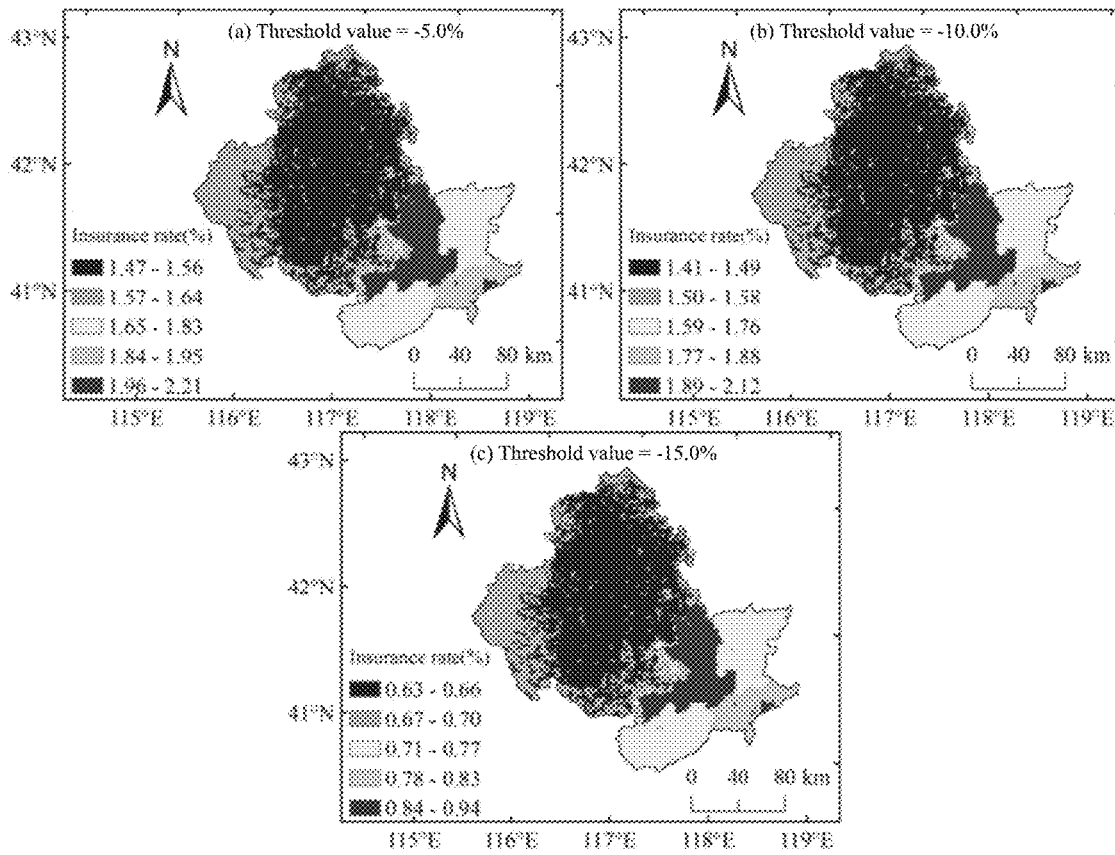 (a) Threshold value = -5.0%
N
43°N
42°N
41°N
Insurance rate(%)
1.47 - 1.56
1.57 - 1.64
1.65 - 1.83
1.84 - 1.95
1.96 - 2.21
0 40 80 km
115°E 116°E 117°E 118°E 119°E
(b) Threshold value = -10.0%
N
43°N
42°N
41°N
Insurance rate(%)
1.41 - 1.49
1.50 - 1.58
1.59 - 1.76
1.77 - 1.88
1.89 - 2.12
0 40 80 km
115°E 116°E 117°E 118°E 119°E
(c) Threshold value = -15.0%
N
43°N
42°N
41°N
Insurance rate(%)
0.63 - 0.66
0.67 - 0.70
0.71 - 0.77
0.78 - 0.83
0.84 - 0.94
0 40 80 km
115°E 116°E 117°E 118°E 119°E